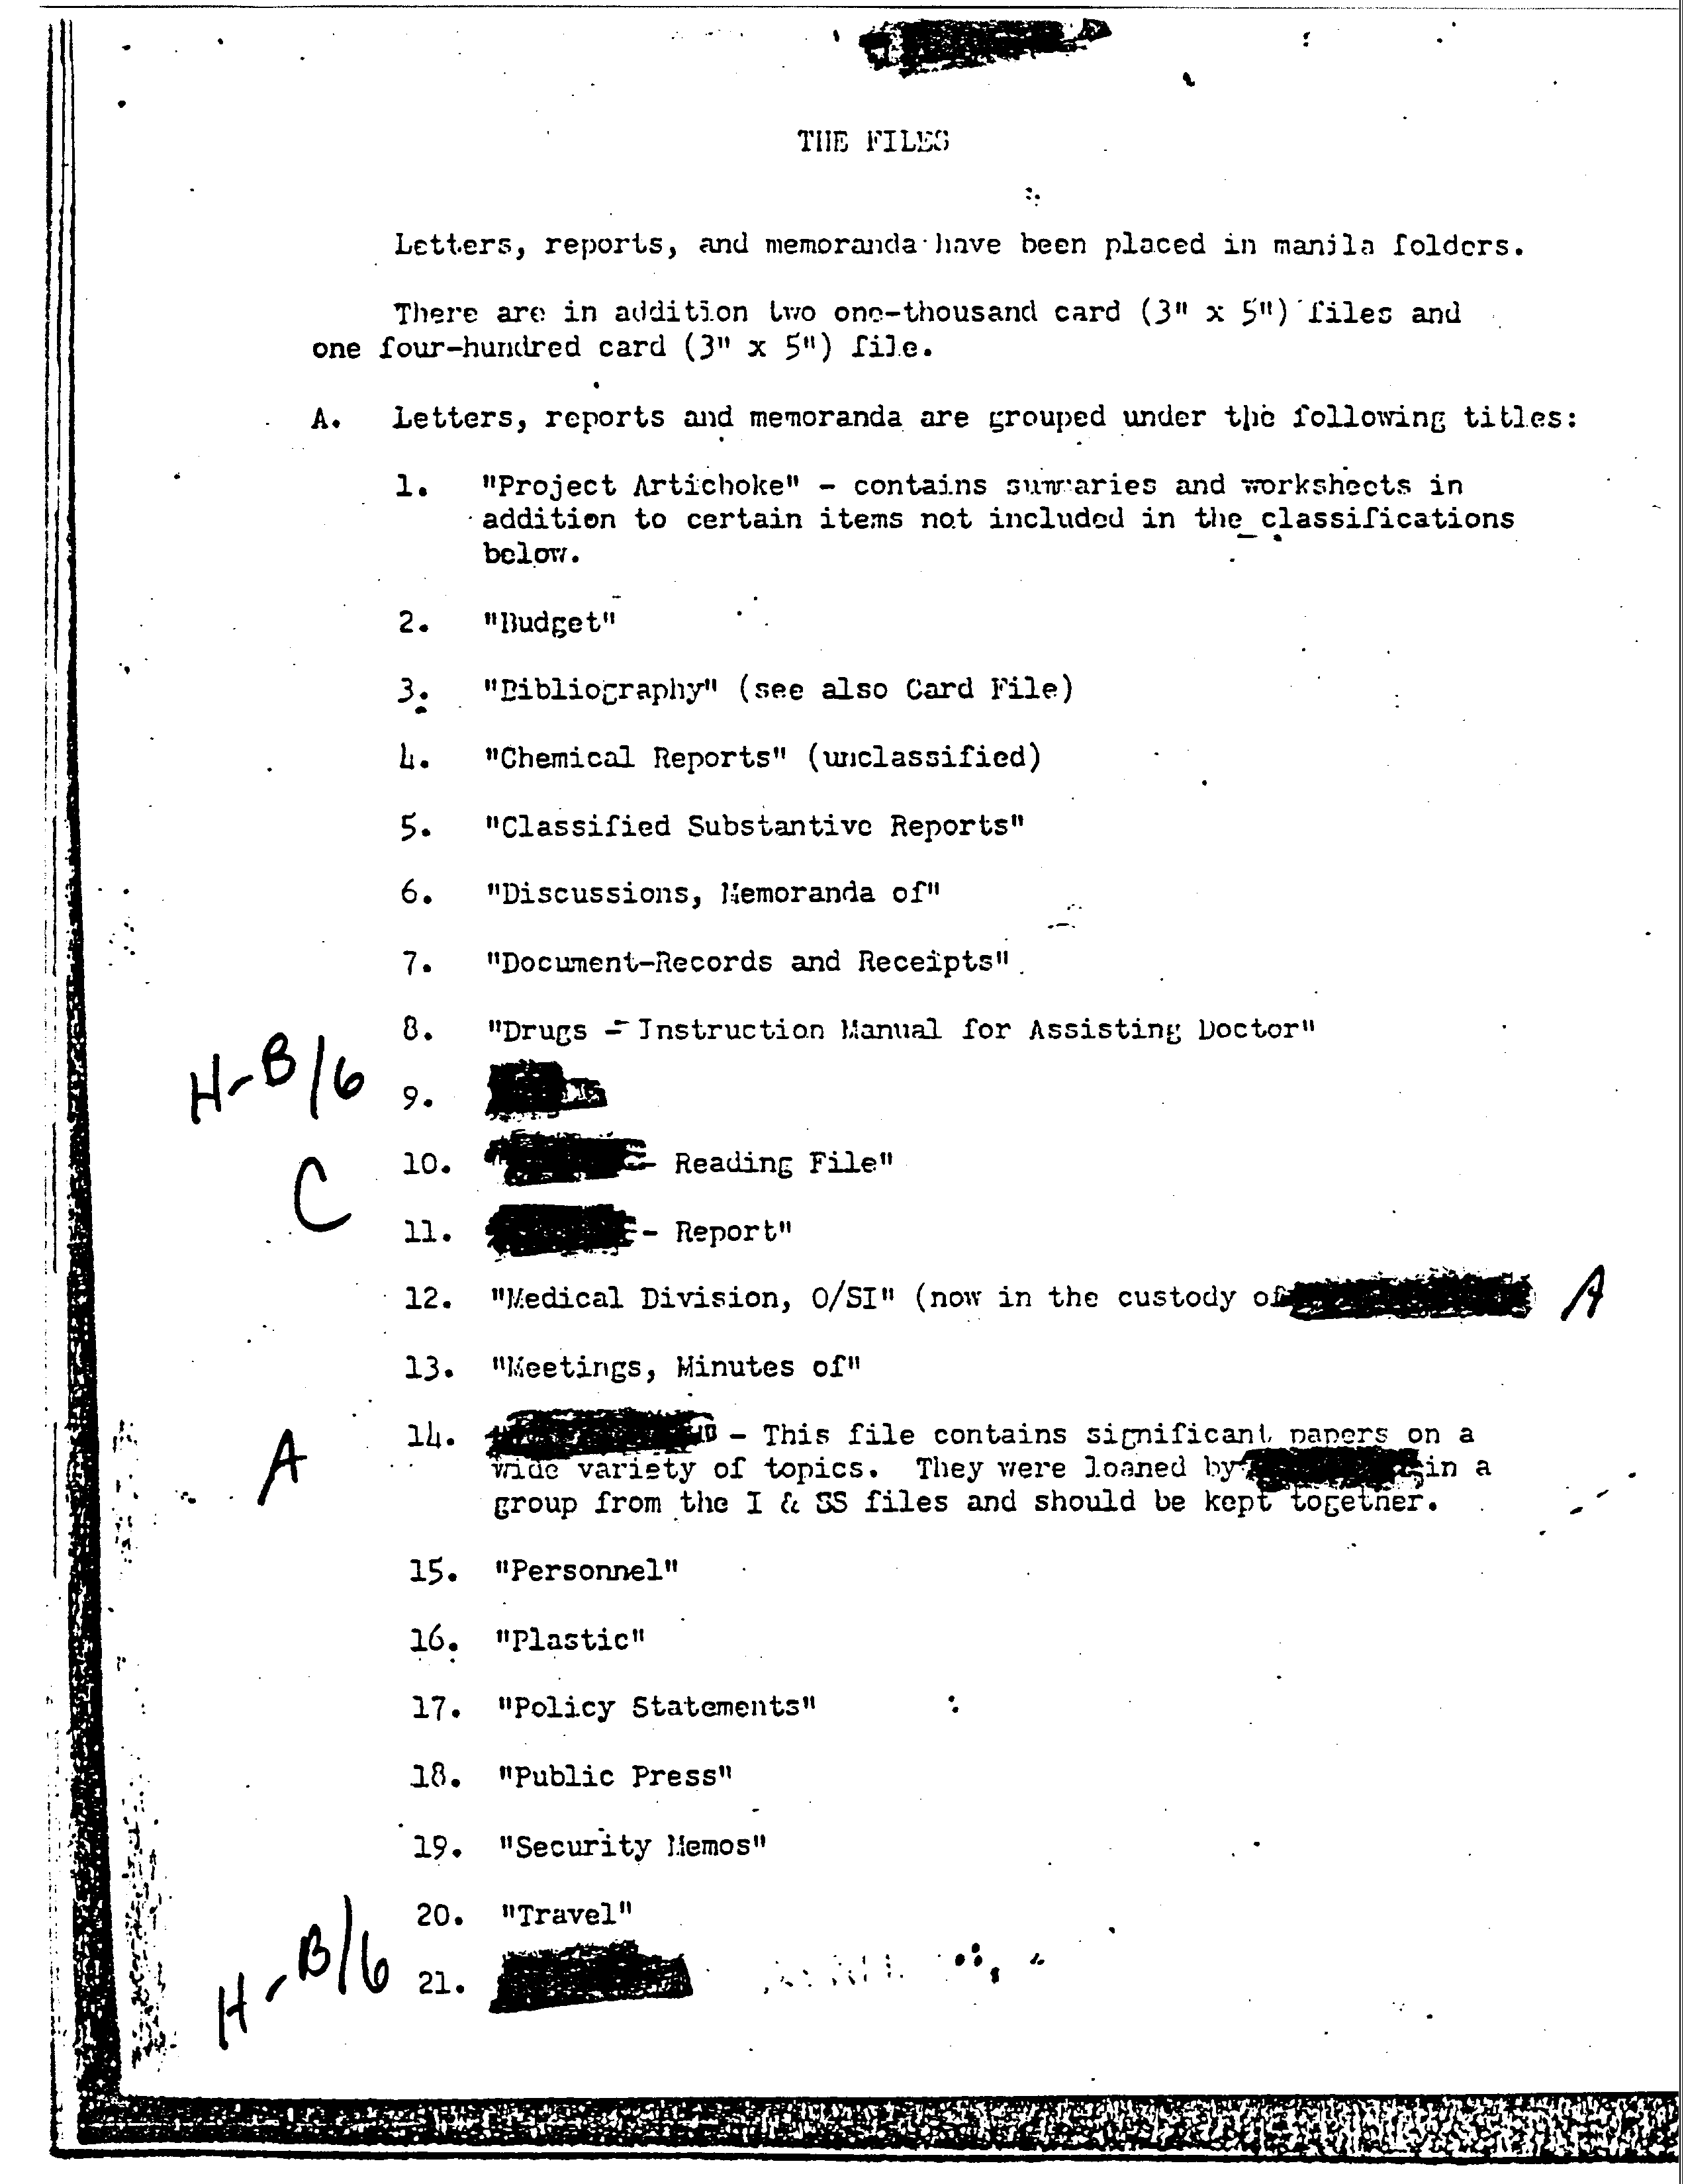 THE FILES
Letters, reports, and memoranda have been placed in manila folders.
There are in addition two one-thousand card (3" x 5") files and
one four-hundred card (3" x 5") file.
A. Letters, reports and memoranda are grouped under the following titles:
1. "Project Artichoke" - contains summaries and worksheets in
addition to certain items not included in the classifications
below.
2. "Budget"
3. "Bibliography" (see also Card File)
4. "Chemical Reports" (unclassified)
5. "Classified Substantive Reports"
6. "Discussions, Memoranda of"
7. "Document-Records and Receipts"
8. "Drugs - Instruction Manual for Assisting Doctor"
H-B/6
9.
10. - Reading File"
C
11. - Report"
12. "Medical Division, O/SI" (now in the custody of A
13. "Meetings, Minutes of"
A
14. - This file contains significant papers on a
wide variety of topics. They were loaned by in a
group from the I & SS files and should be kept together.
15. "Personnel"
16. "Plastic"
17. "Policy Statements"
18. "Public Press"
19. "Security Memos"
20. "Travel"
H-B/6
21.